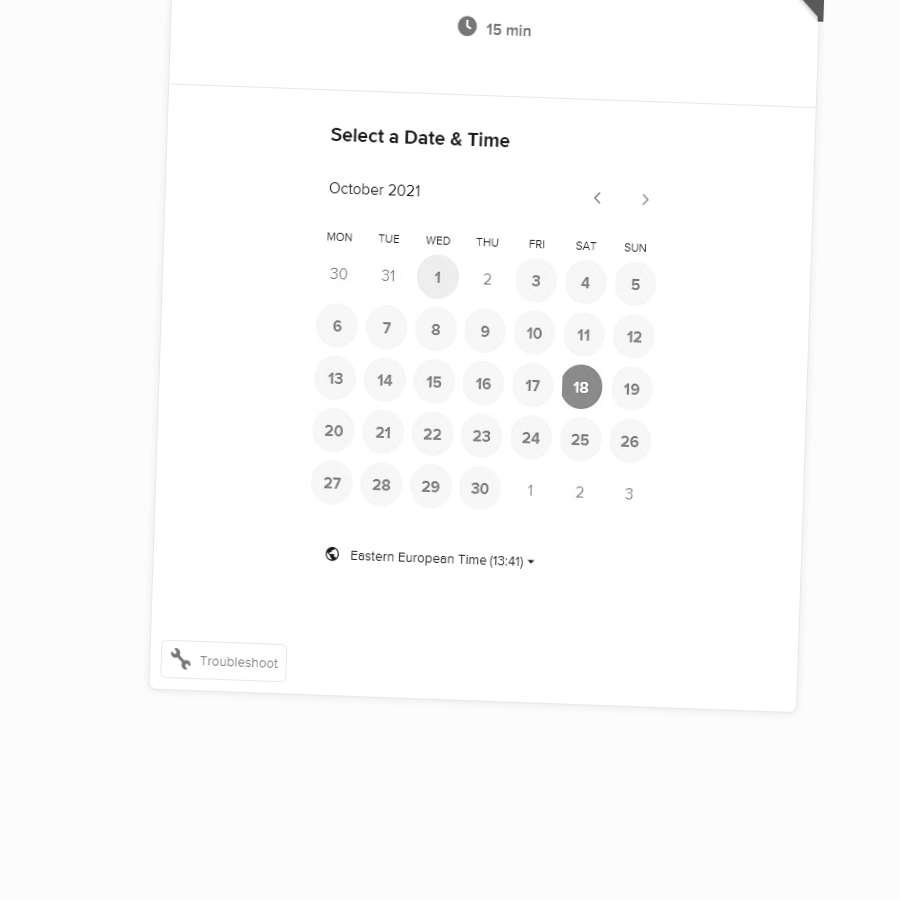 15 min
Select a Date & Time
October 2021
MON TUE WED THU FRI SAT SUN
30 31 1 2 3 4 5
6 7 8 9 10 11 12
13 14 15 16 17 18 19
20 21 22 23 24 25 26
27 28 29 30 1 2 3
Eastern European Time (13:41)
Troubleshoot